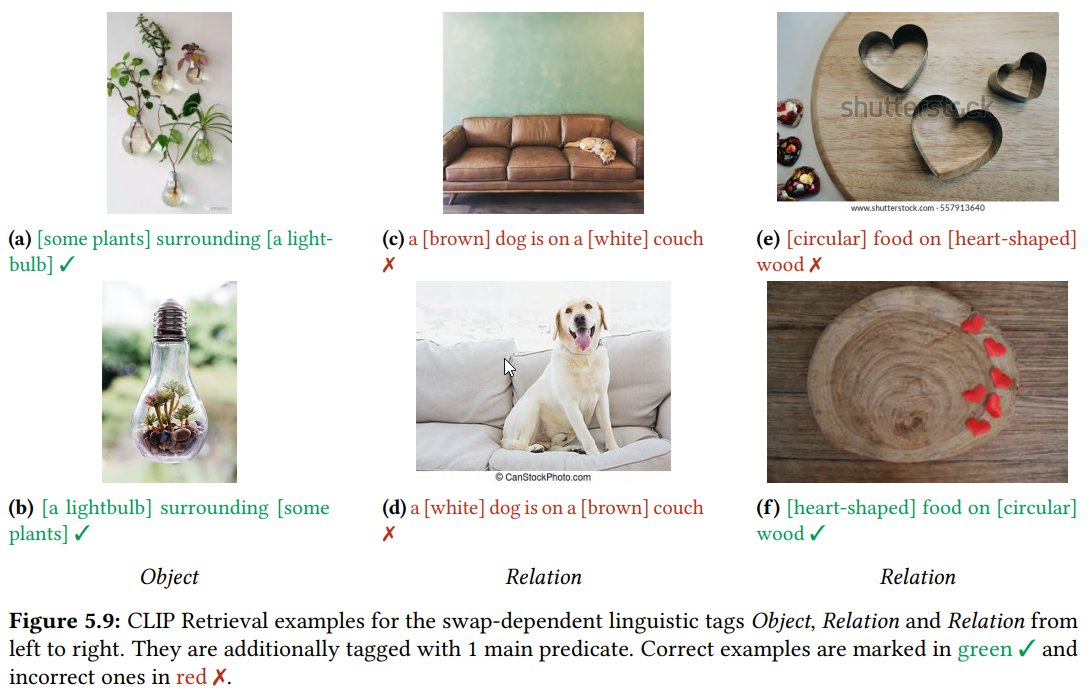 (a) [some plants] surrounding [a light-
bulb] ✓
(c) a [brown] dog is on a [white] couch
✗
shutterstock
www.shutterstock.com · 557913640
(e) [circular] food on [heart-shaped]
wood ✗
© CanStockPhoto.com
(b) [a lightbulb] surrounding [some
plants] ✓
(d) a [white] dog is on a [brown] couch
✗
(f) [heart-shaped] food on [circular]
wood ✓
Object
Relation
Relation
Figure 5.9: CLIP Retrieval examples for the swap-dependent linguistic tags Object, Relation and Relation from
left to right. They are additionally tagged with 1 main predicate. Correct examples are marked in green ✓ and
incorrect ones in red ✗.